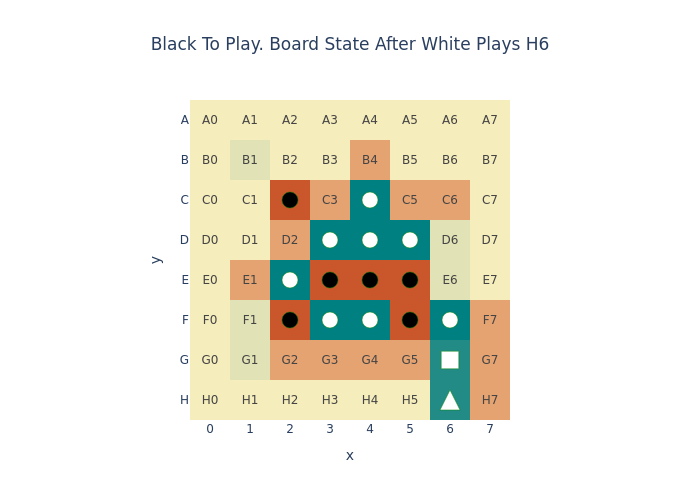 Black To Play. Board State After White Plays H6
A A0 A1 A2 A3 A4 A5 A6 A7
B B0 B1 B2 B3 B4 B5 B6 B7
C C0 C1 C3 C5 C6 C7
D D0 D1 D2 D6 D7
E E0 E1 E6 E7
F F0 F1 F7
G G0 G1 G2 G3 G4 G5 G7
H H0 H1 H2 H3 H4 H5 H7
0 1 2 3 4 5 6 7
x
y